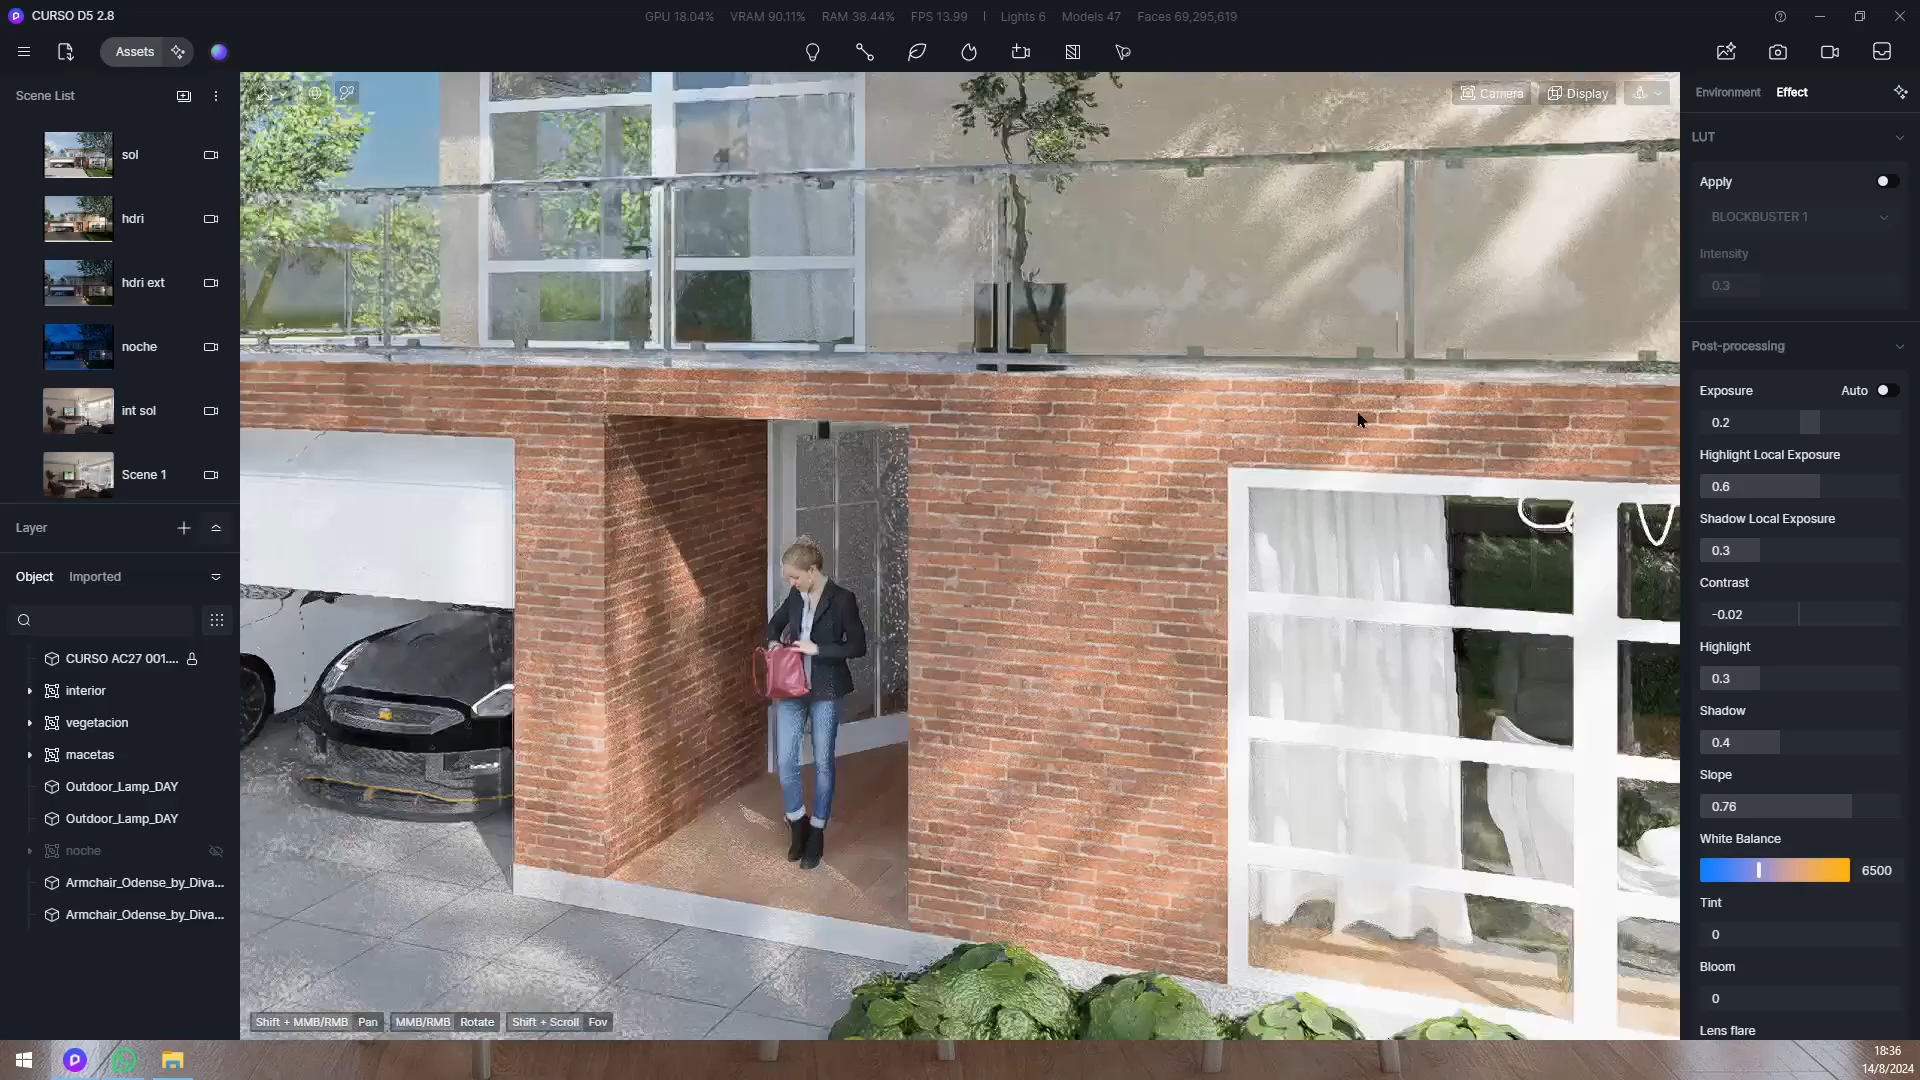 CURSO D5 2.8
GPU 18.04% VRAM 90.11% RAM 38.44% FPS 13.99 | Lights 6 Models 47 Faces 69,295,619
Assets
Scene List
sol
hdri
hdri ext
noche
int sol
Scene 1
Layer
Object Imported
CURSO AC27 001....
interior
vegetacion
macetas
Outdoor_Lamp_DAY
Outdoor_Lamp_DAY
noche
Armchair_Odense_by_Diva...
Armchair_Odense_by_Diva...
Camera Display
Shift + MMB/RMB Pan MMB/RMB Rotate Shift + Scroll Fov
Environment Effect
LUT
Apply
BLOCKBUSTER 1
Intensity
0.3
Post-processing
Exposure Auto
0.2
Highlight Local Exposure
0.6
Shadow Local Exposure
0.3
Contrast
-0.02
Highlight
0.3
Shadow
0.4
Slope
0.76
White Balance
6500
Tint
0
Bloom
0
Lens flare
18:36
14/8/2024